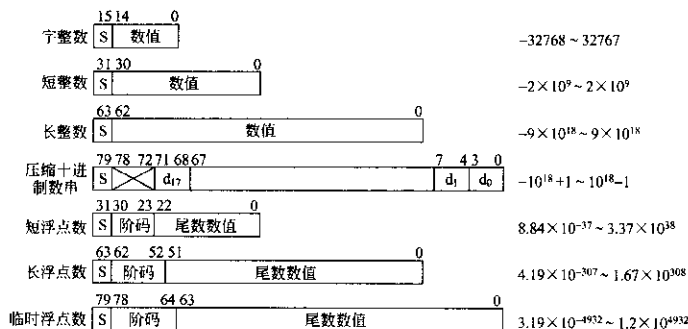 15 14 0
字整数 S 数值 -32768 ~ 32767
31 30 0
短整数 S 数值 -2×10⁹ ~ 2×10⁹
63 62 0
长整数 S 数值 -9×10¹⁸ ~ 9×10¹⁸
79 78 72 71 68 67 7 4 3 0
压缩十进
制数串 S d₁₇ d₁ d₀ -10¹⁸+1 ~ 10¹⁸-1
31 30 23 22 0
短浮点数 S 阶码 尾数数值 8.84×10⁻³⁷ ~ 3.37×10³⁸
63 62 52 51 0
长浮点数 S 阶码 尾数数值 4.19×10⁻³⁰⁷ ~ 1.67×10³⁰⁸
79 78 64 63 0
临时浮点数 S 阶码 尾数数值 3.19×10⁻⁴⁹³² ~ 1.2×10⁴⁹³²